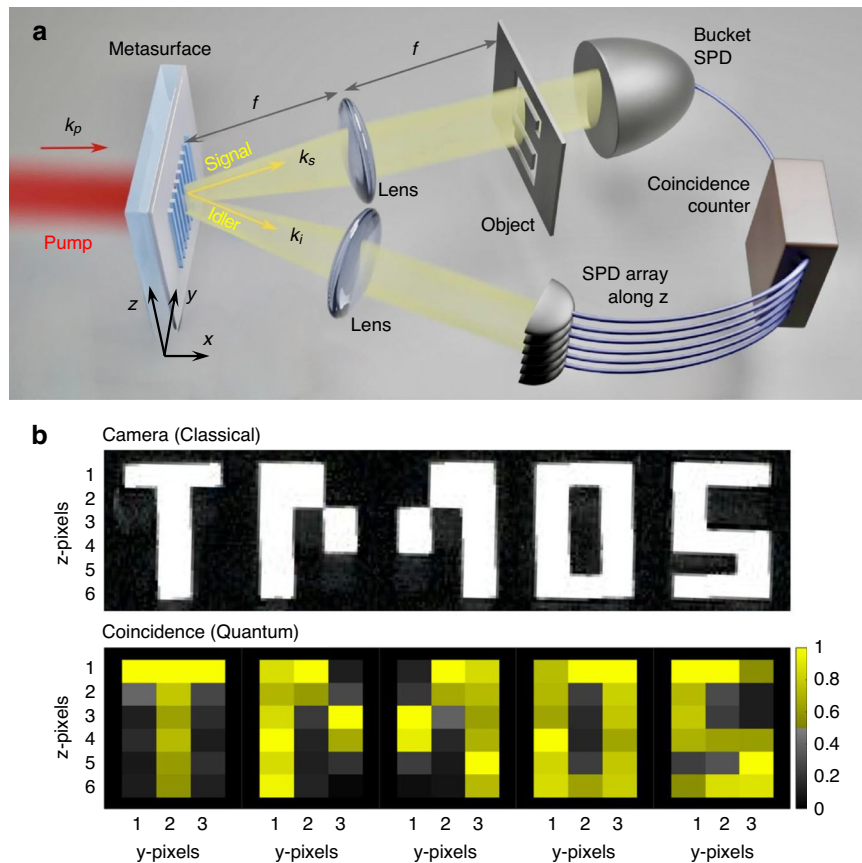 a
Metasurface
f
f
Bucket
SPD
k_p
Signal
k_s
Lens
Idler
k_i
Object
Coincidence
counter
Pump
Lens
SPD array
along z
z
y
x
b
Camera (Classical)
z-pixels
1
2
3
4
5
6
TMOS
Coincidence (Quantum)
z-pixels
1
2
3
4
5
6
1
0.8
0.6
0.4
0.2
0
1 2 3 1 2 3 1 2 3 1 2 3 1 2 3
y-pixels y-pixels y-pixels y-pixels y-pixels